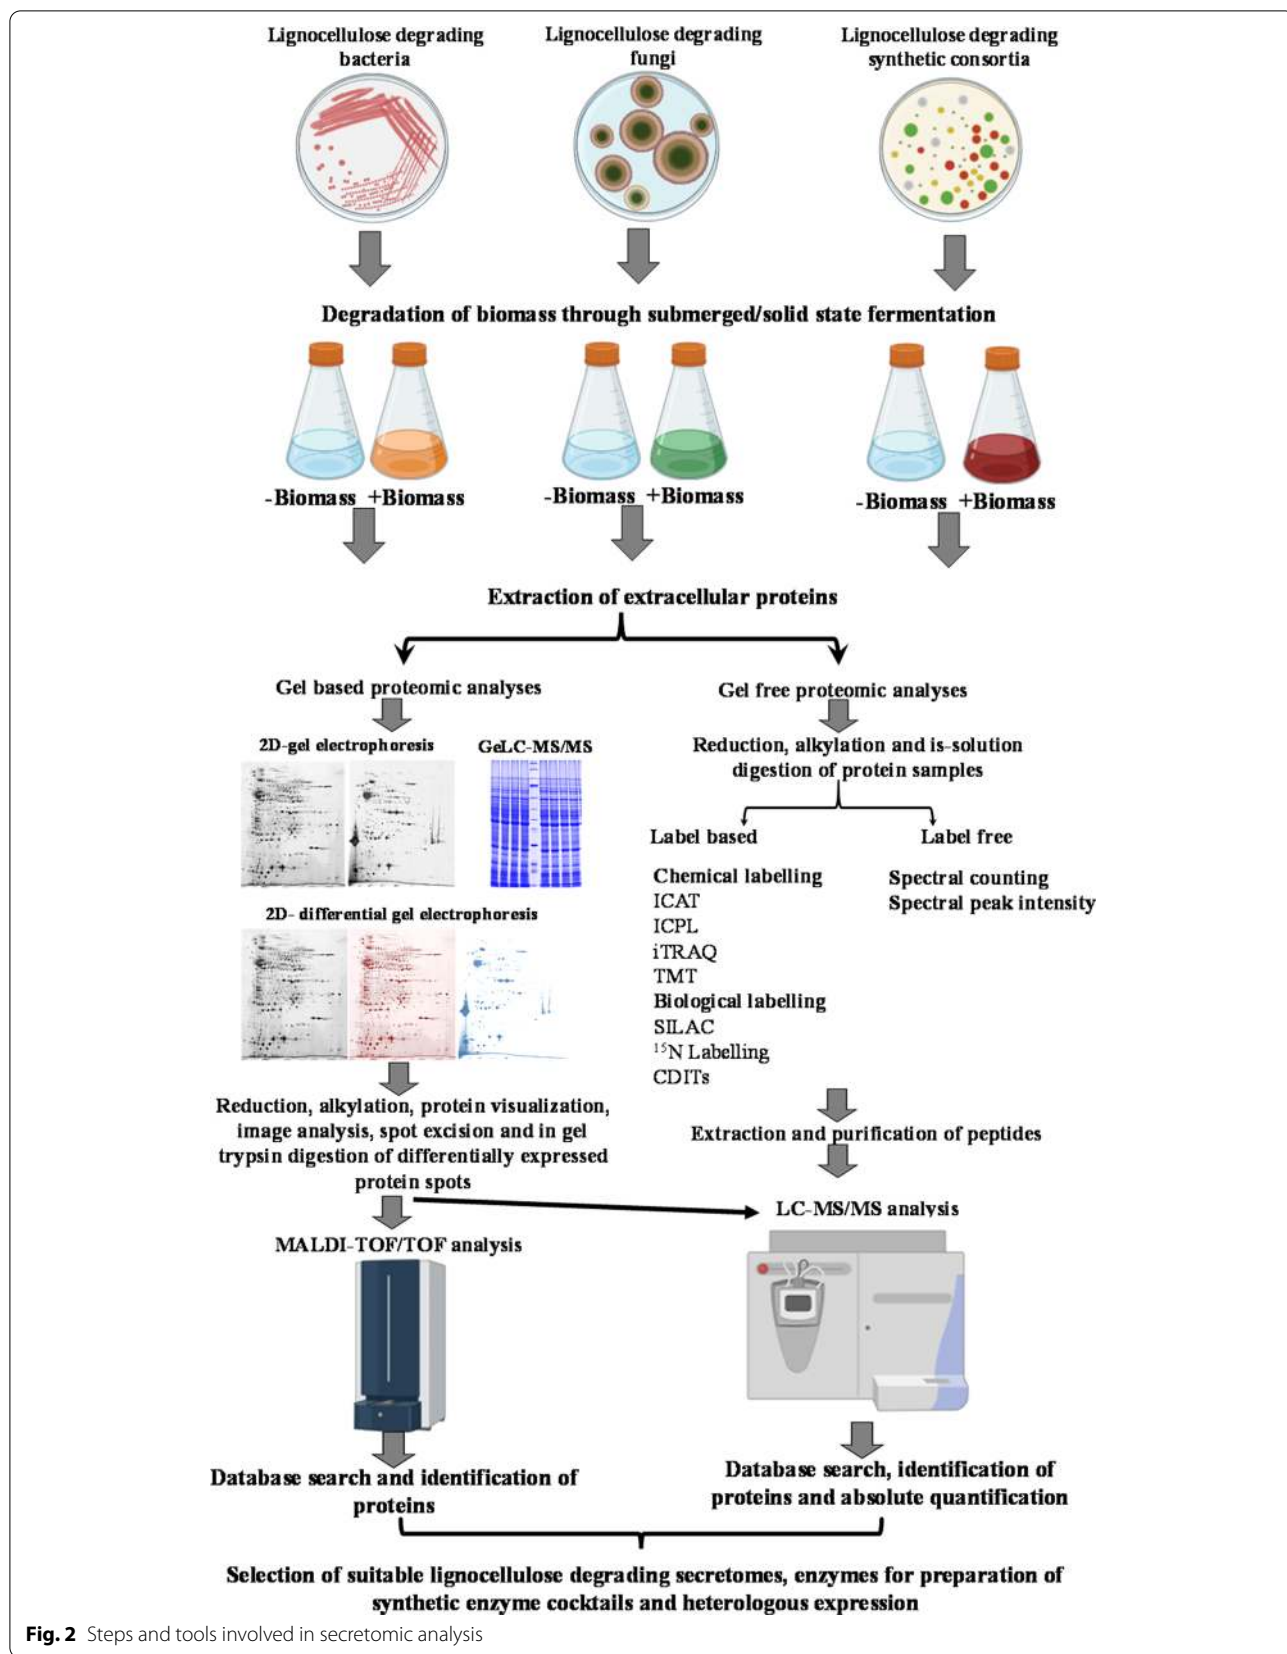 Lignocellulose degrading
bacteria
Lignocellulose degrading
fungi
Lignocellulose degrading
synthetic consortia
Degradation of biomass through submerged/solid state fermentation
-Biomass +Biomass
-Biomass +Biomass
-Biomass +Biomass
Extraction of extracellular proteins
Gel based proteomic analyses
2D-gel electrophoresis
GeLC-MS/MS
2D- differential gel electrophoresis
Reduction, alkylation, protein visualization,
image analysis, spot excision and in gel
trypsin digestion of differentially expressed
protein spots
MALDI-TOF/TOF analysis
Database search and identification of
proteins
Gel free proteomic analyses
Reduction, alkylation and is-solution
digestion of protein samples
Label based
Chemical labelling
ICAT
ICPL
iTRAQ
TMT
Biological labelling
SILAC
¹⁵N Labelling
CDITs
Label free
Spectral counting
Spectral peak intensity
Extraction and purification of peptides
LC-MS/MS analysis
Database search, identification of
proteins and absolute quantification
Selection of suitable lignocellulose degrading secretomes, enzymes for preparation of
synthetic enzyme cocktails and heterologous expression
Fig. 2 Steps and tools involved in secretomic analysis